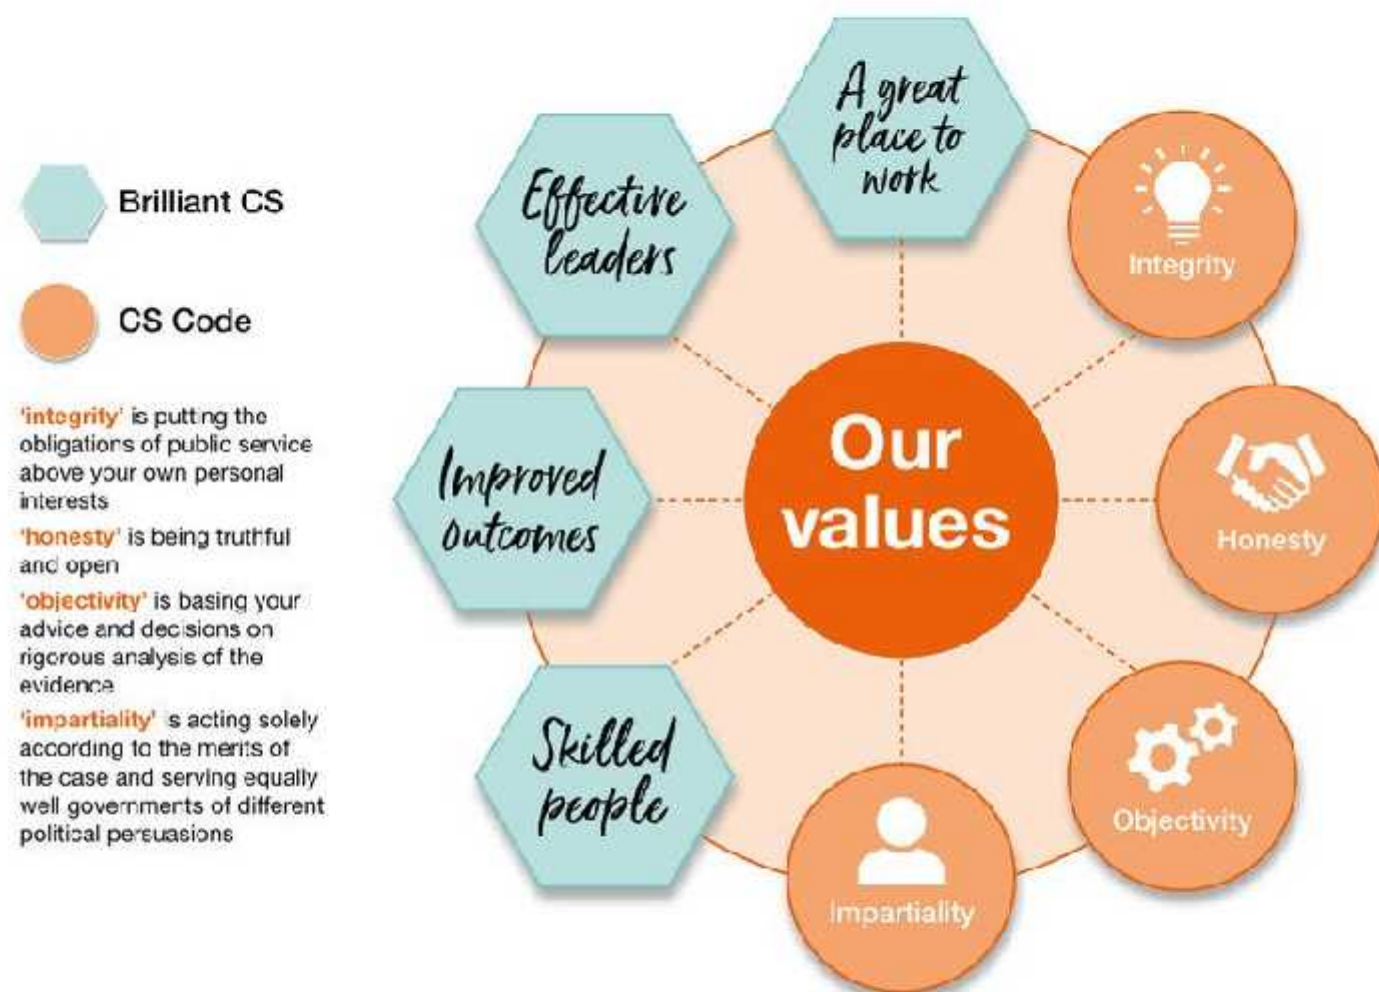 Brilliant CS
CS Code
'integrity' is putting the
obligations of public service
above your own personal
interests
'honesty' is being truthful
and open
'objectivity' is basing your
advice and decisions on
rigorous analysis of the
evidence
'impartiality' is acting solely
according to the merits of
the case and serving equally
well governments of different
political persuasions
A great
place to
work
Integrity
Honesty
Objectivity
Impartiality
Skilled
people
Improved
outcomes
Effective
leaders
Our
values